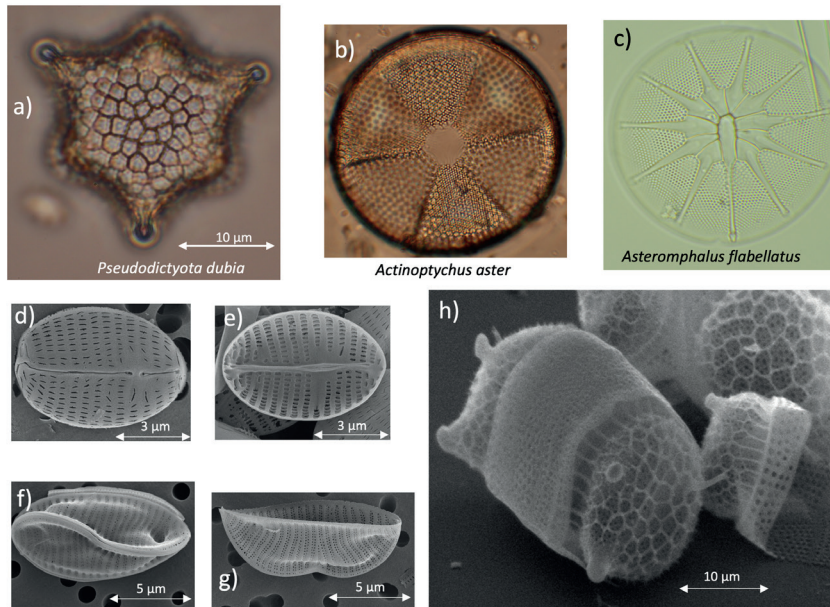 a)
10 µm
Pseudodictyota dubia
b)
Actinoptychus aster
c)
Asteromphalus flabellatus
d)
3 µm
e)
3 µm
f)
5 µm
g)
5 µm
h)
10 µm